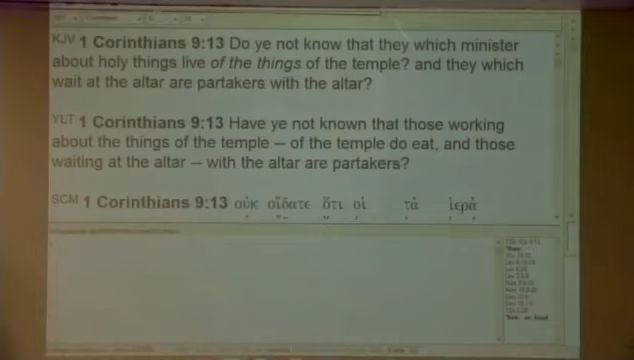 KJV 1 Corinthians 9:13 Do ye not know that they which minister
about holy things live of the things of the temple? and they which
wait at the altar are partakers with the altar?
YLT 1 Corinthians 9:13 Have ye not known that those working
about the things of the temple — of the temple do eat, and those
waiting at the altar — with the altar are partakers?
SCM 1 Corinthians 9:13 οὐκ οἴδατε ὅτι οἱ τὰ ἱερὰ